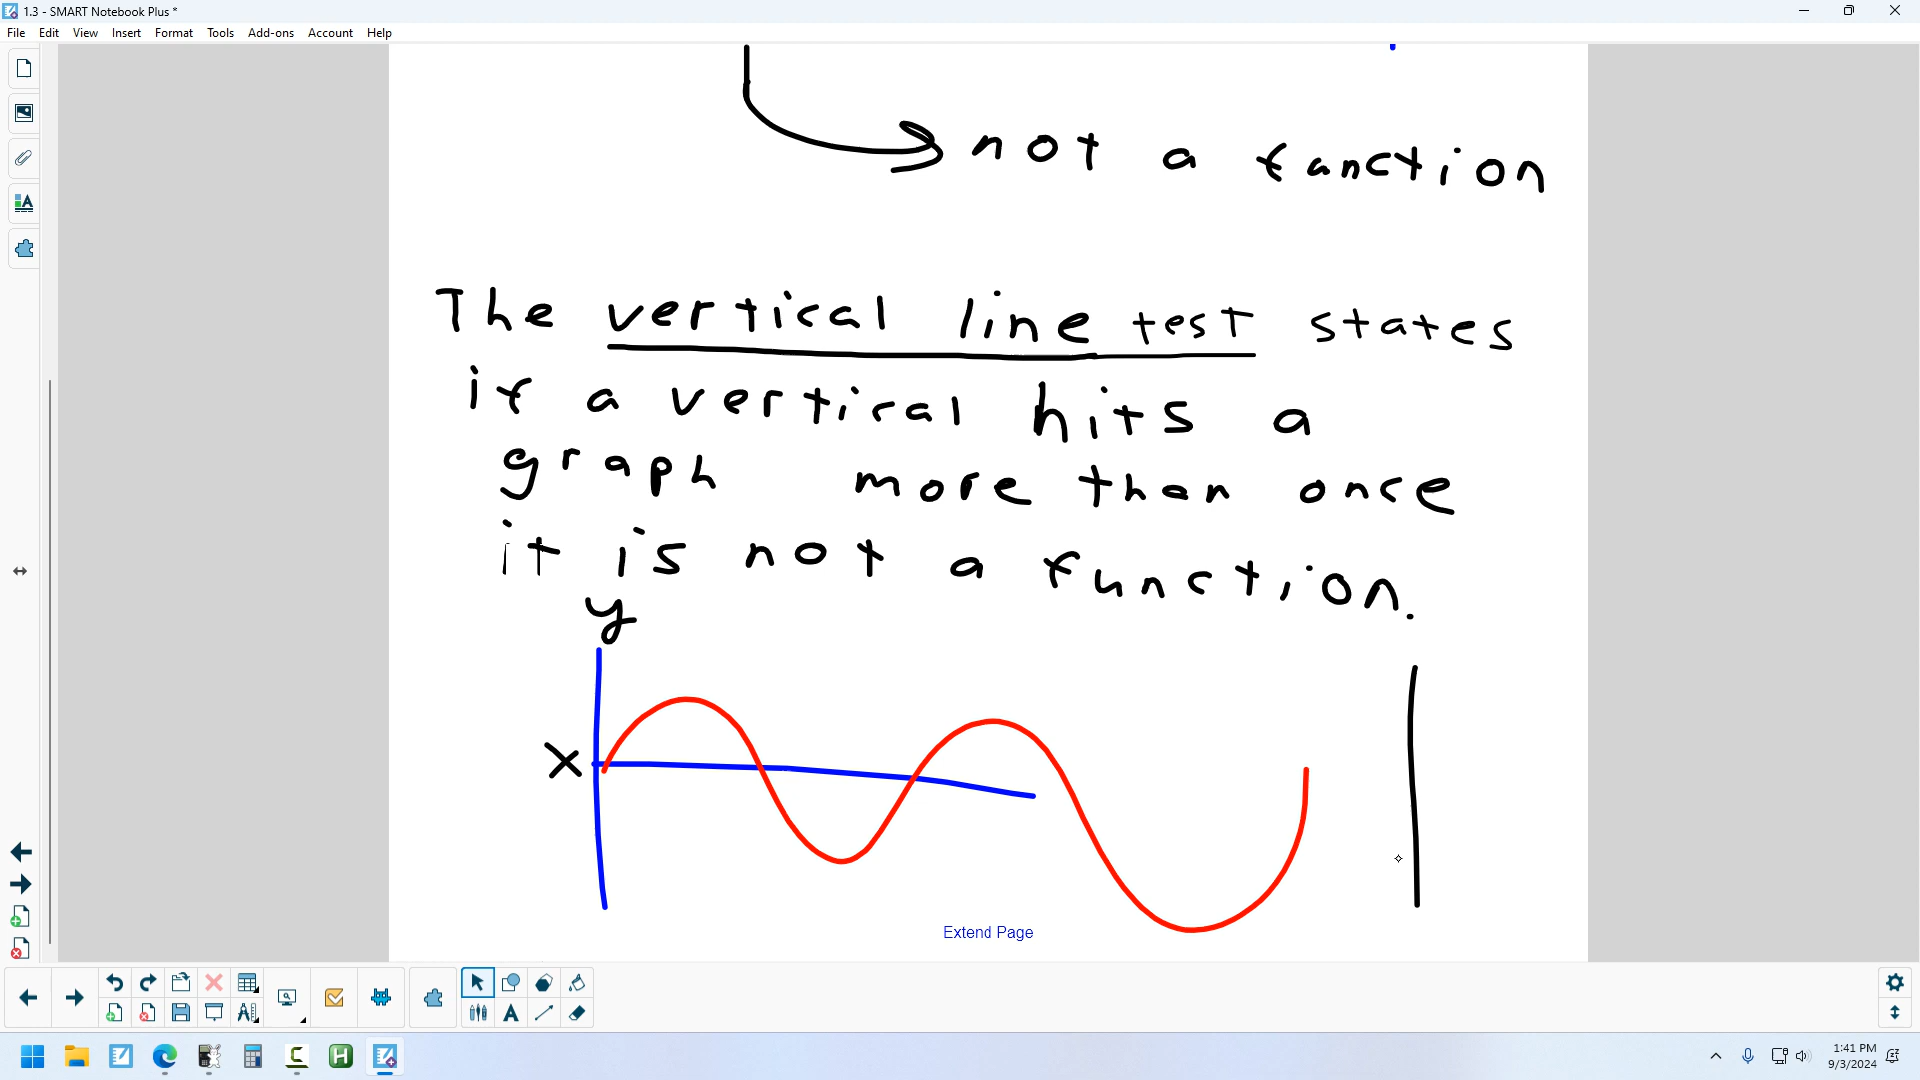 1.3 - SMART Notebook Plus *
File Edit View Insert Format Tools Add-ons Account Help
not a fanction
The vertical line test states
if a vertical hits a
graph more than once
it is not a function.
y
x
Extend Page
1:41 PM
9/3/2024